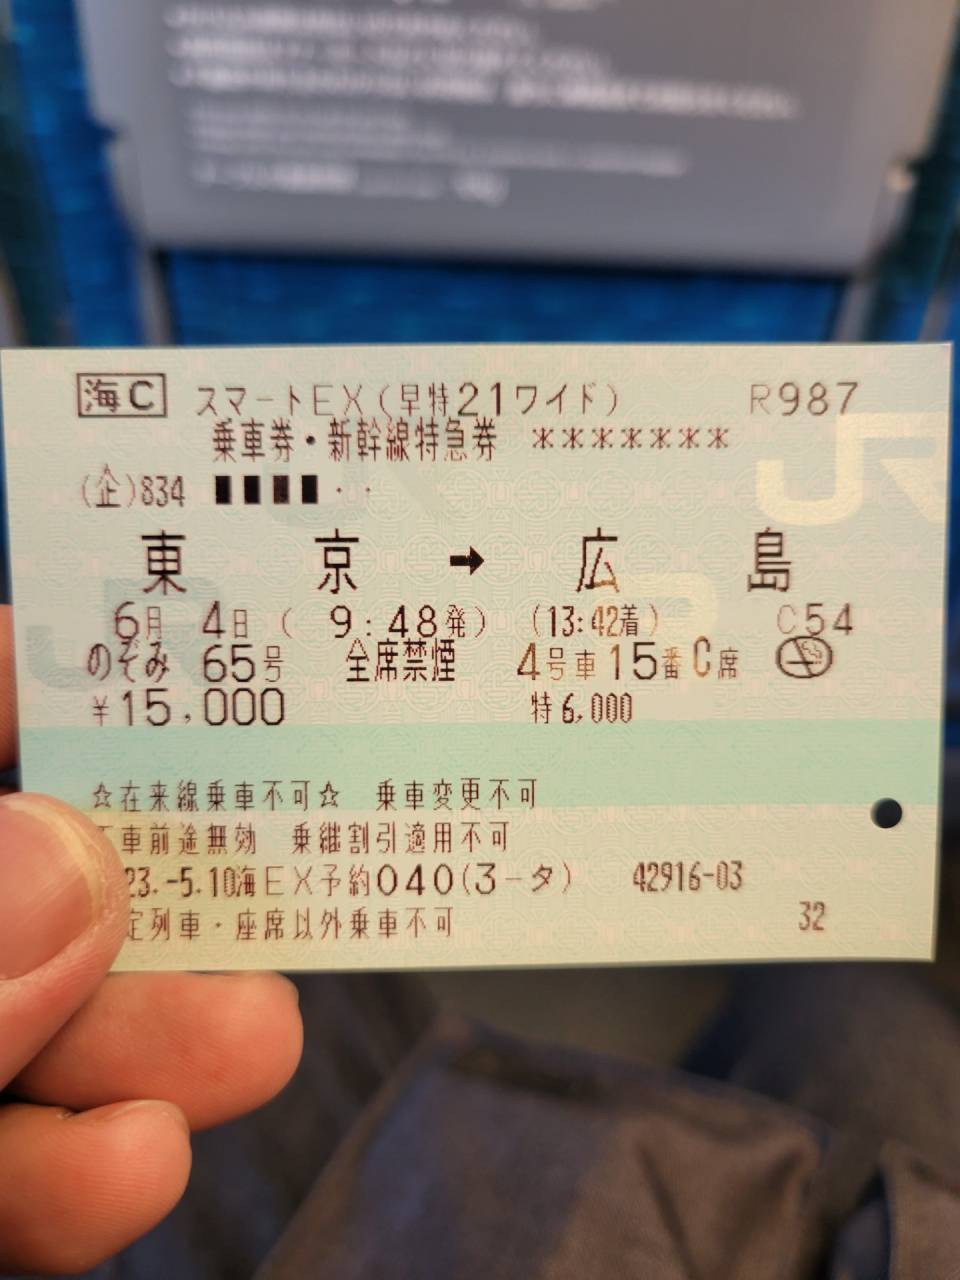 海C スマートEX(早特21ワイド) R987
乗車券・新幹線特急券 *******
(企)834 ■■■■・・
東京 → 広島
6月 4日 ( 9:48発) (13:42着) C54
のぞみ 65号 全席禁煙 4号車15番C席
¥15,000 特6,000
☆在来線乗車不可☆ 乗車変更不可
車前途無効 乗継割引適用不可
23.-5.10海EX予約040(3-タ) 42916-03
列車・座席以外乗車不可 32
JR